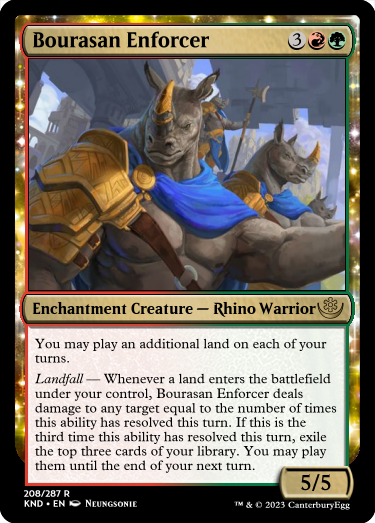 Bourasan Enforcer 3
Enchantment Creature — Rhino Warrior
You may play an additional land on each of your
turns.
Landfall — Whenever a land enters the battlefield
under your control, Bourasan Enforcer deals
damage to any target equal to the number of times
this ability has resolved this turn. If this is the
third time this ability has resolved this turn, exile
the top three cards of your library. You may play
them until the end of your next turn.
5/5
208/287 R
KND • EN Neungsonie
™ & © 2023 CanterburyEgg